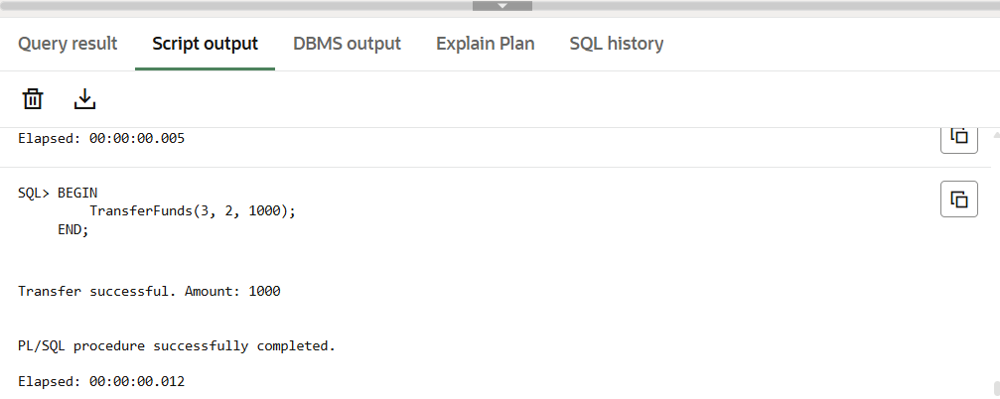 Query result Script output DBMS output Explain Plan SQL history
Elapsed: 00:00:00.005
SQL> BEGIN
TransferFunds(3, 2, 1000);
END;
Transfer successful. Amount: 1000
PL/SQL procedure successfully completed.
Elapsed: 00:00:00.012